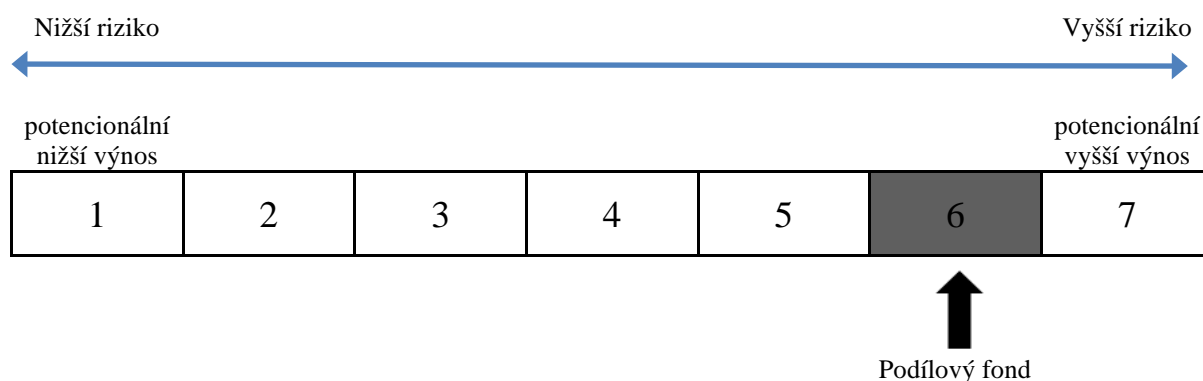 Nižší riziko
Vyšší riziko
potencionální
nižší výnos
potencionální
vyšší výnos
1 2 3 4 5 6 7
Podílový fond